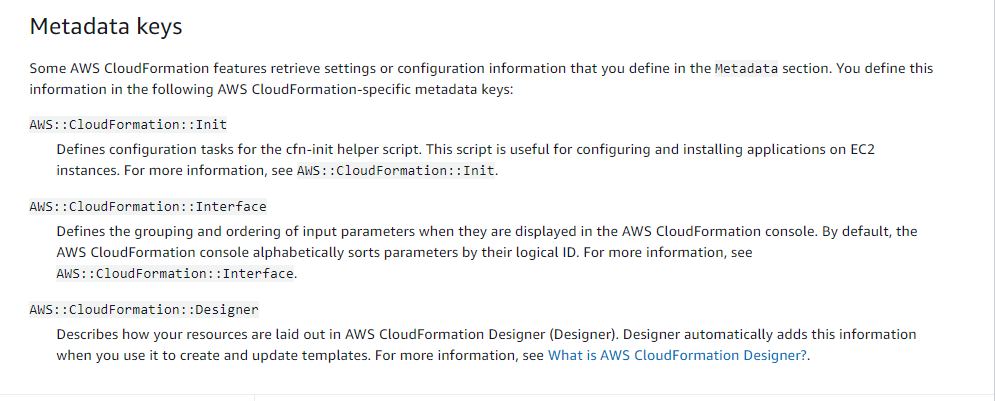 Metadata keys
Some AWS CloudFormation features retrieve settings or configuration information that you define in the Metadata section. You define this
information in the following AWS CloudFormation-specific metadata keys:
AWS::CloudFormation::Init
Defines configuration tasks for the cfn-init helper script. This script is useful for configuring and installing applications on EC2
instances. For more information, see AWS::CloudFormation::Init.
AWS::CloudFormation::Interface
Defines the grouping and ordering of input parameters when they are displayed in the AWS CloudFormation console. By default, the
AWS CloudFormation console alphabetically sorts parameters by their logical ID. For more information, see
AWS::CloudFormation::Interface.
AWS::CloudFormation::Designer
Describes how your resources are laid out in AWS CloudFormation Designer (Designer). Designer automatically adds this information
when you use it to create and update templates. For more information, see What is AWS CloudFormation Designer?.